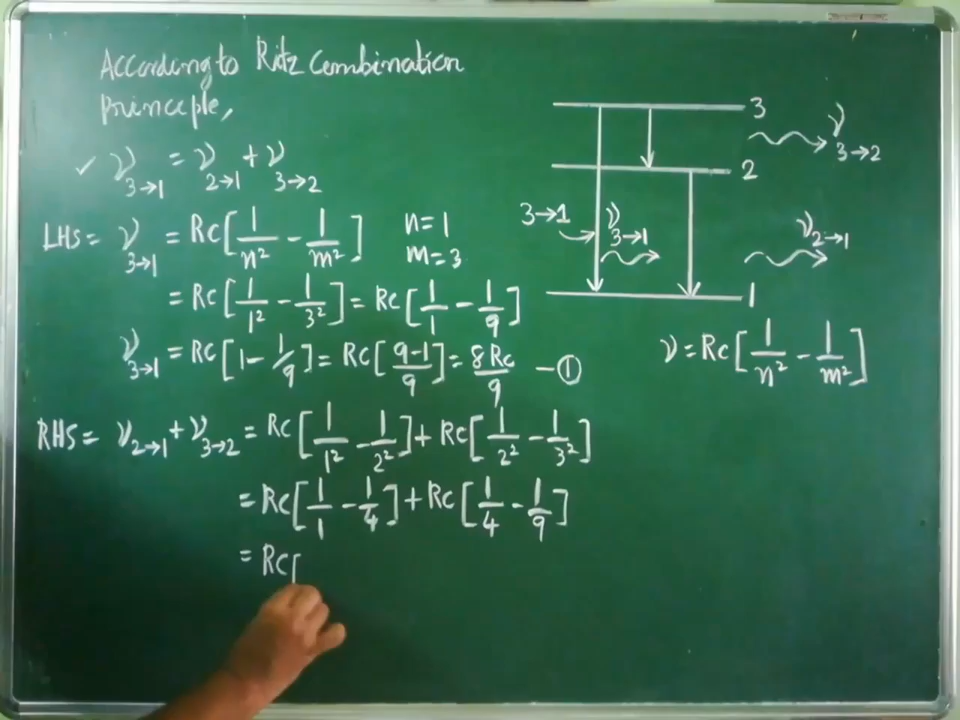 According to Ritz Combination
principle,
✓ ν3→1 = ν2→1 + ν3→2
LHS = ν3→1 = Rc[1/n² - 1/m²] n=1
m=3
= Rc[1/1² - 1/3²] = Rc[1/1 - 1/9]
ν3→1 = Rc[1 - 1/9] = Rc[9-1/9] = 8Rc/9 - ①
RHS = ν2→1 + ν3→2 = Rc[1/1² - 1/2²] + Rc[1/2² - 1/3²]
= Rc[1/1 - 1/4] + Rc[1/4 - 1/9]
= Rc[
3
ν3→2
2
3→1
ν3→1
ν2→1
1
ν = Rc[1/n² - 1/m²]